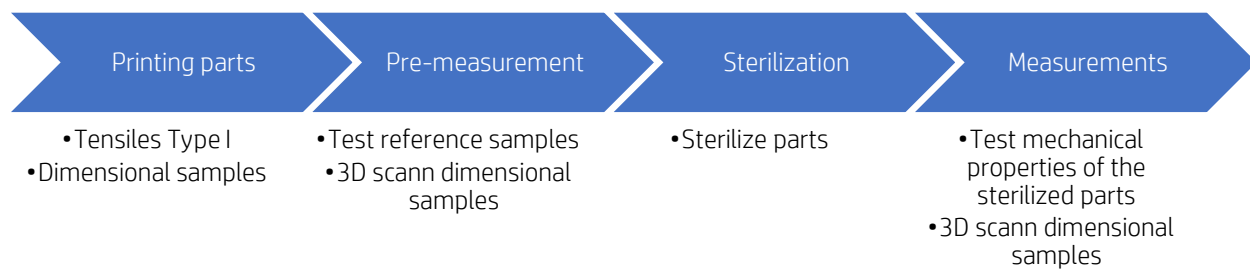 Printing parts
Pre-measurement
Sterilization
Measurements
•Tensiles Type I
•Dimensional samples
•Test reference samples
•3D scann dimensional
samples
•Sterilize parts
•Test mechanical
properties of the
sterilized parts
•3D scann dimensional
samples